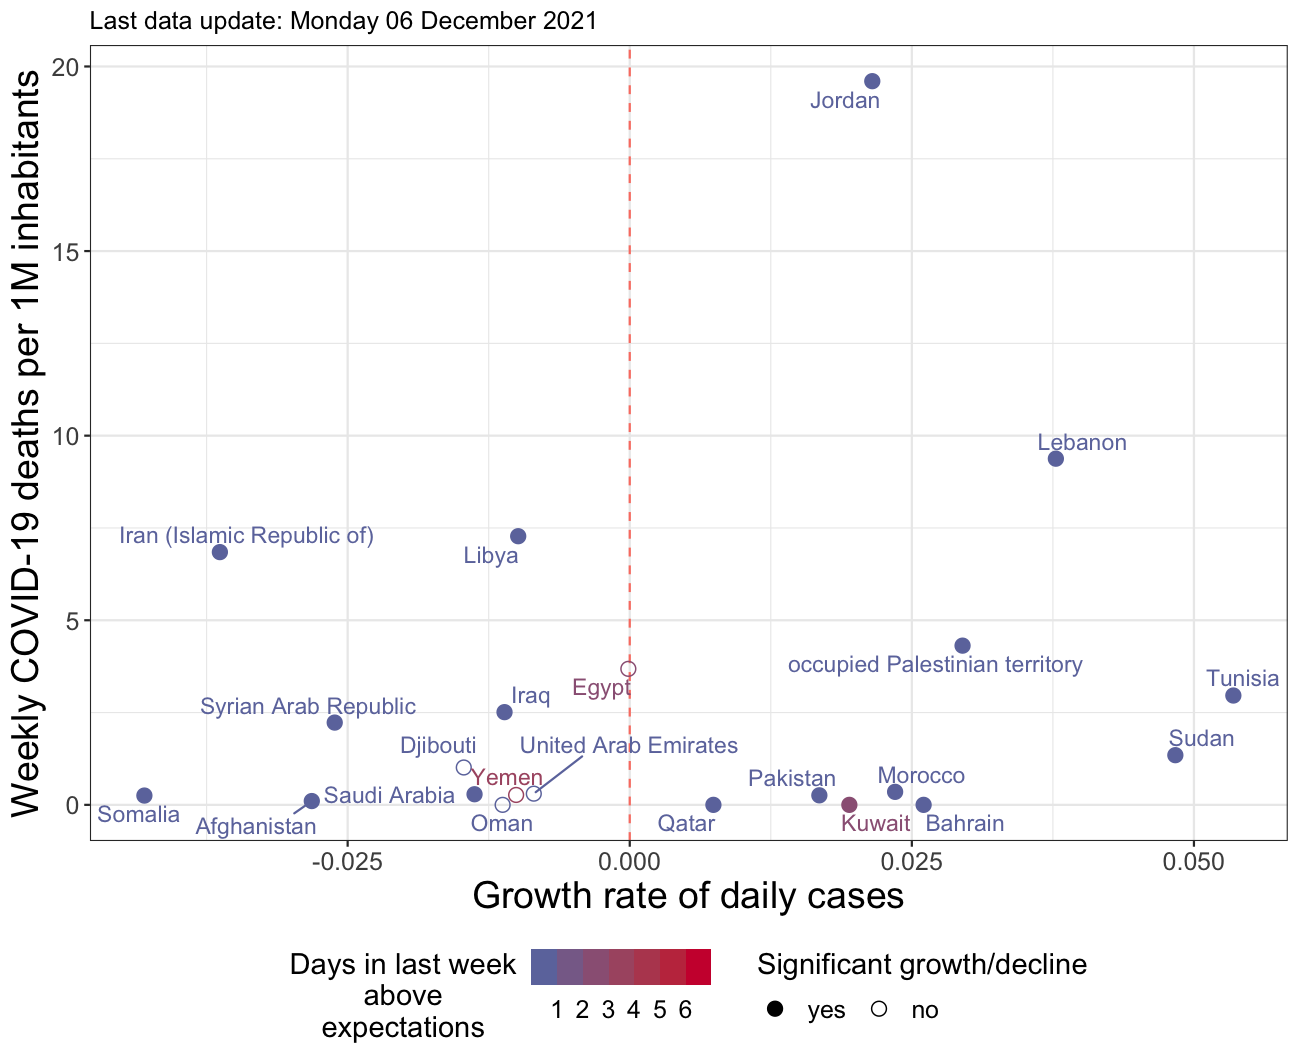 Last data update: Monday 06 December 2021
Weekly COVID-19 deaths per 1M inhabitants
20
15
10
5
0
Jordan
Lebanon
Iran (Islamic Republic of)
Libya
occupied Palestinian territory
Egypt
Tunisia
Iraq
Syrian Arab Republic
Sudan
Djibouti
United Arab Emirates
Yemen
Pakistan
Morocco
Saudi Arabia
Somalia
Afghanistan
Oman
Qatar
Kuwait
Bahrain
-0.025
0.000
0.025
0.050
Growth rate of daily cases
Days in last week
above
expectations
1 2 3 4 5 6
Significant growth/decline
yes
no